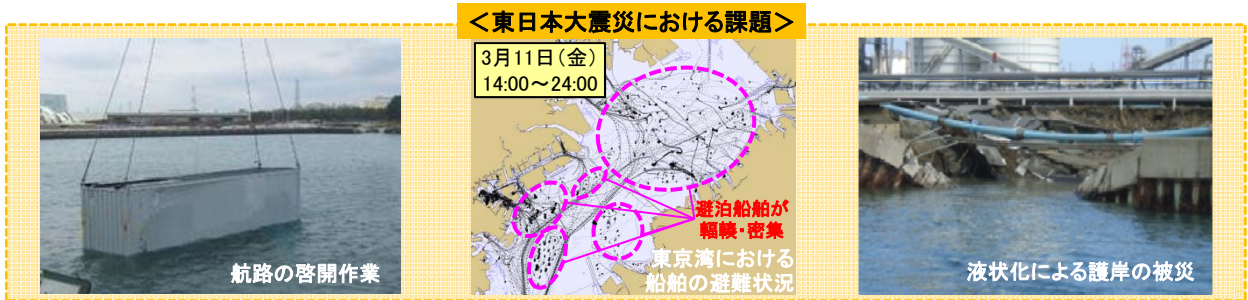 ＜東日本大震災における課題＞
航路の啓開作業
3月11日(金)
14:00～24:00
避泊船舶が
輻輳・密集
東京湾における
船舶の避難状況
液状化による護岸の被災